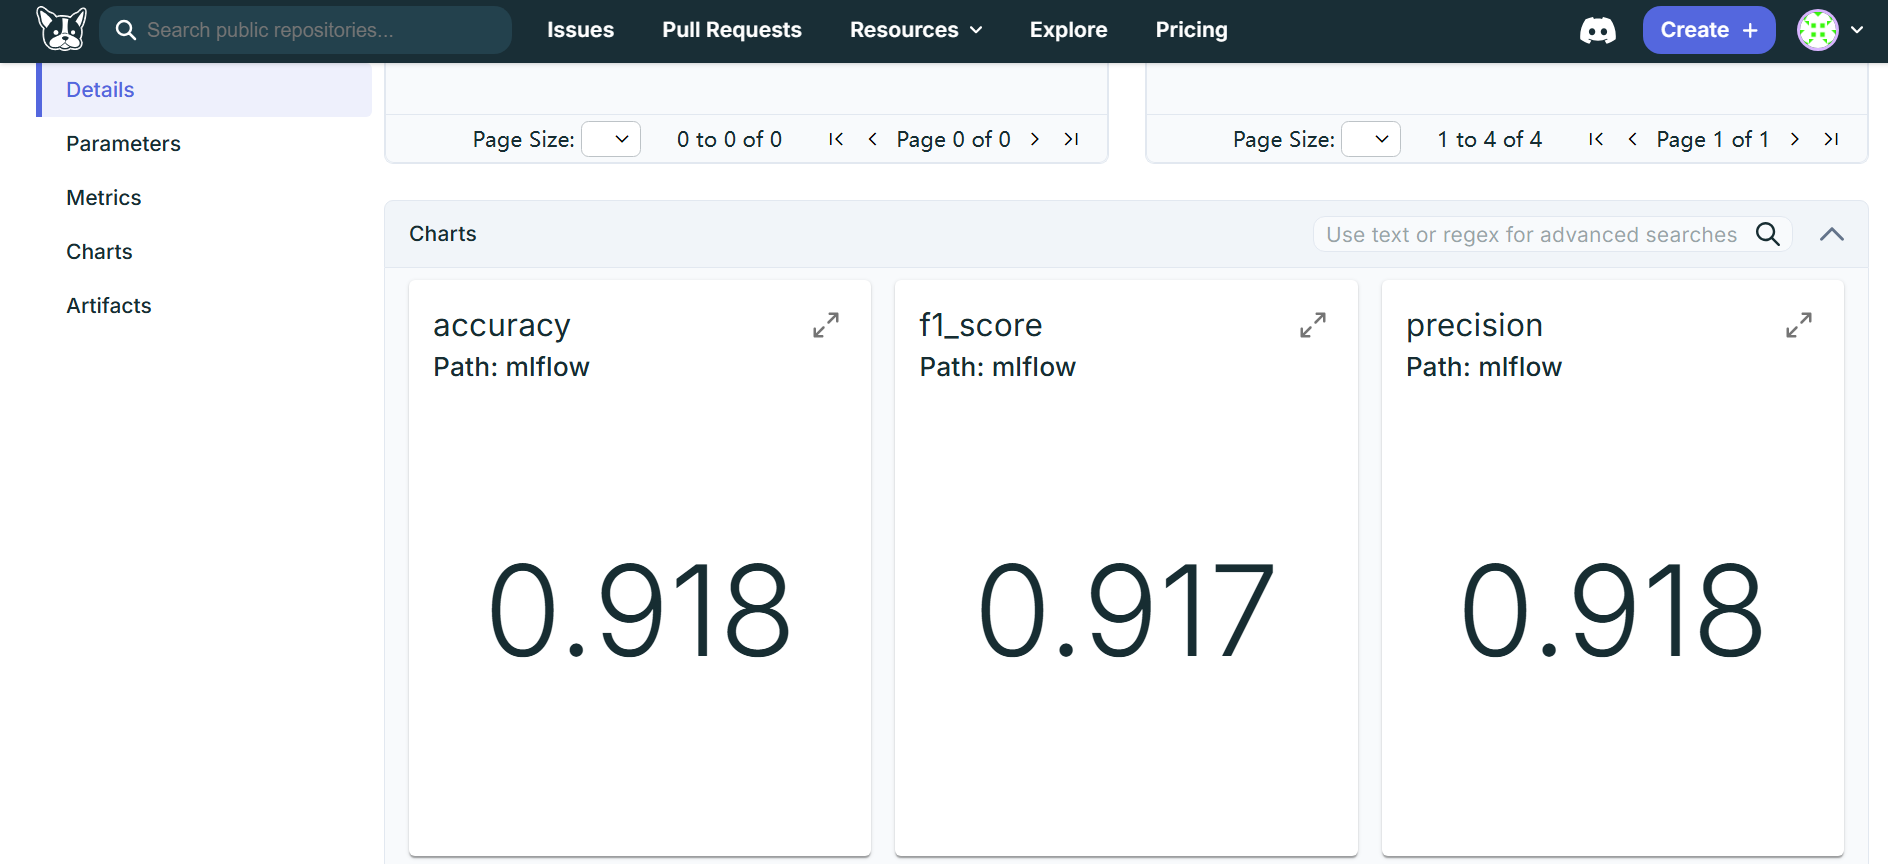 Search public repositories...
Issues
Pull Requests
Resources
Explore
Pricing
Create +
Details
Parameters
Metrics
Charts
Artifacts
Page Size:
0 to 0 of 0
Page 0 of 0
Page Size:
1 to 4 of 4
Page 1 of 1
Charts
Use text or regex for advanced searches
accuracy
Path: mlflow
0.918
f1_score
Path: mlflow
0.917
precision
Path: mlflow
0.918